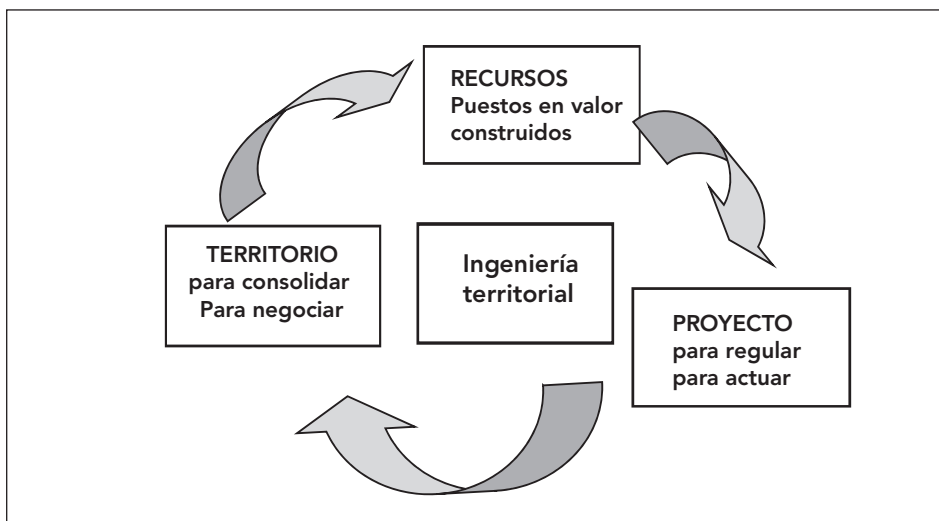 RECURSOS
Puestos en valor
construidos
TERRITORIO
para consolidar
Para negociar
Ingeniería
territorial
PROYECTO
para regular
para actuar